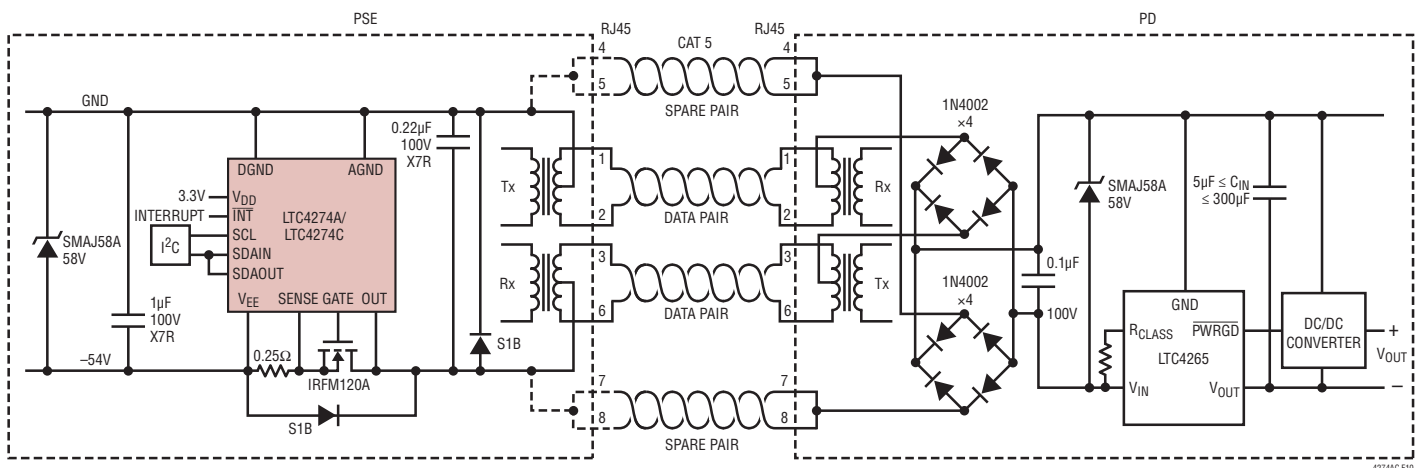 PSE
RJ45
CAT 5
RJ45
PD
4
5
4
5
SPARE PAIR
GND
SMAJ58A
58V
1µF
100V
X7R
–54V
DGND
AGND
3.3V
VDD
INTERRUPT
INT
I2C
SCL
SDAIN
SDAOUT
LTC4274A/
LTC4274C
VEE
SENSE
GATE
OUT
0.25Ω
IRFM120A
S1B
0.22µF
100V
X7R
S1B
Tx
1
2
DATA PAIR
1
2
Rx
Rx
3
6
DATA PAIR
3
6
Tx
7
8
SPARE PAIR
7
8
1N4002
×4
1N4002
×4
0.1µF
100V
SMAJ58A
58V
5µF ≤ CIN
≤ 300µF
GND
RCLASS
PWRGD
LTC4265
VIN
VOUT
DC/DC
CONVERTER
+
VOUT
–
4274AC F10